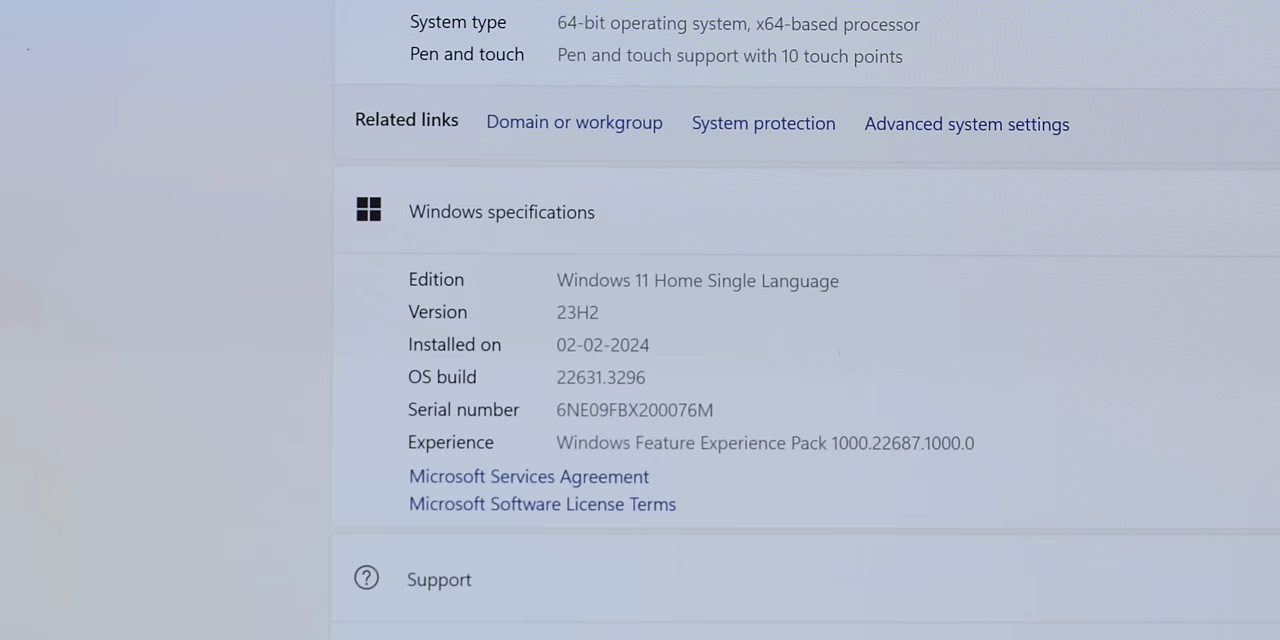 System type 64-bit operating system, x64-based processor
Pen and touch Pen and touch support with 10 touch points
Related links Domain or workgroup System protection Advanced system settings
Windows specifications
Edition Windows 11 Home Single Language
Version 23H2
Installed on 02-02-2024
OS build 22631.3296
Serial number 6NE09FBX200076M
Experience Windows Feature Experience Pack 1000.22687.1000.0
Microsoft Services Agreement
Microsoft Software License Terms
Support